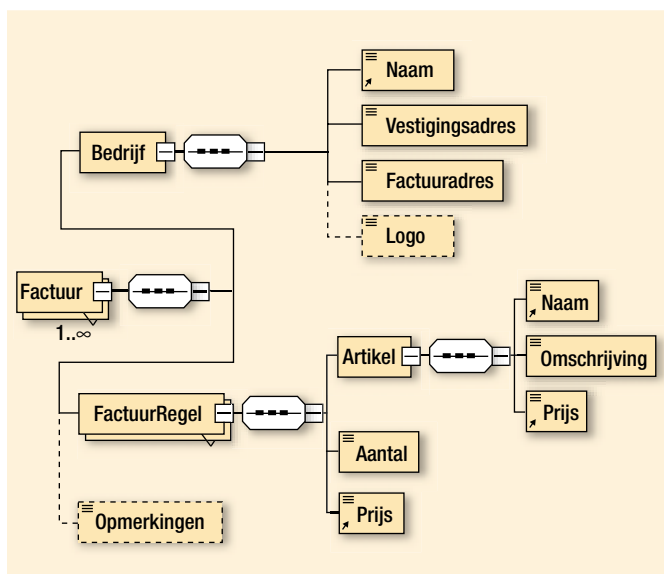 Naam
Vestigingsadres
Bedrijf
Factuuradres
Logo
Factuur
1..∞
Naam
Artikel
Omschrijving
FactuurRegel
Prijs
Aantal
Prijs
Opmerkingen